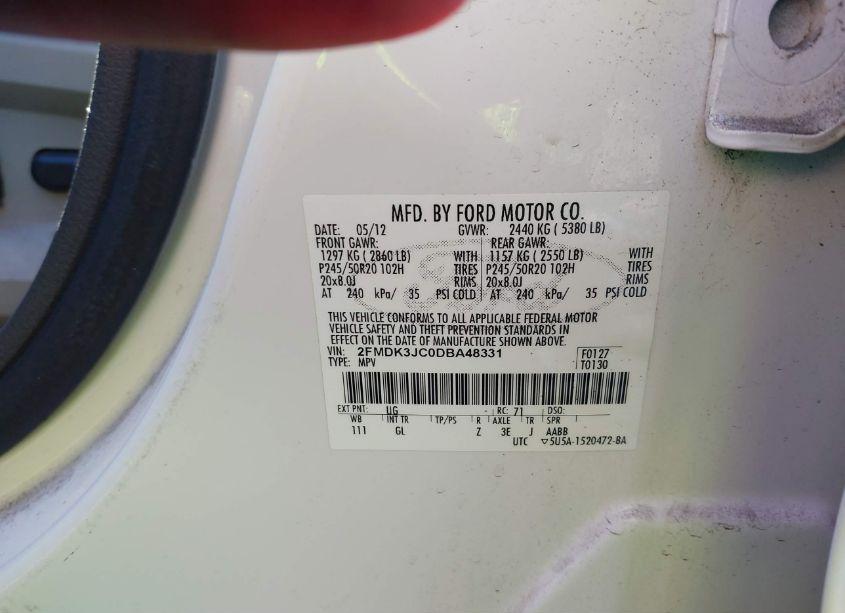 MFD. BY FORD MOTOR CO.
DATE: 05/12 GVWR: 2440 KG ( 5380 LB)
FRONT GAWR: REAR GAWR:
1297 KG ( 2860 LB) WITH 1157 KG ( 2550 LB) WITH
P245/50R20 102H TIRES P245/50R20 102H TIRES
20x8.0J RIMS 20x8.0J RIMS
AT 240 kPa/ 35 PSI COLD AT 240 kPa/ 35 PSI COLD
THIS VEHICLE CONFORMS TO ALL APPLICABLE FEDERAL MOTOR
VEHICLE SAFETY AND THEFT PREVENTION STANDARDS IN
EFFECT ON THE DATE OF MANUFACTURE SHOWN ABOVE.
VIN: 2FMDK3JC0DBA48331 F0127
TYPE: MPV T0130
EXT PNT: UG RC: 71 DSO:
WB INT TR TP/PS R AXLE TR SPR
111 GL Z 3E J AABB
UTC ▽5U5A-1520472-BA